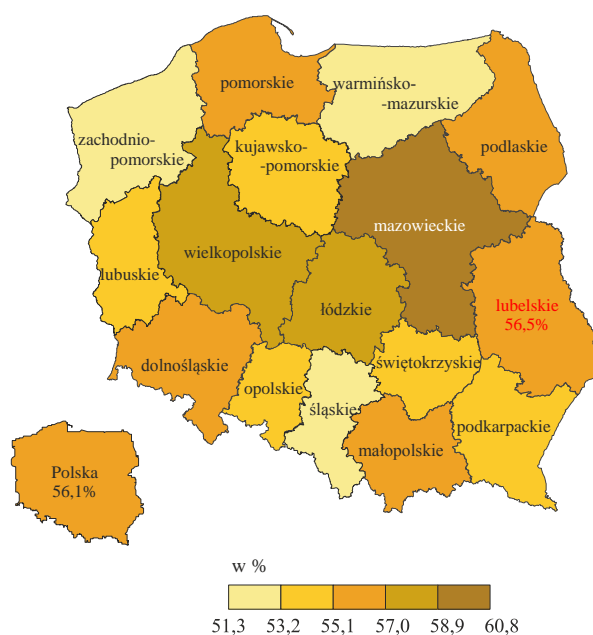 pomorskie
warmińsko-
-mazurskie
zachodnio-
pomorskie
kujawsko-
-pomorskie
podlaskie
mazowieckie
wielkopolskie
lubuskie
łódzkie
lubelskie
56,5%
dolnośląskie
opolskie
śląskie
świętokrzyskie
małopolskie
podkarpackie
Polska
56,1%
w %
51,3 53,2 55,1 57,0 58,9 60,8